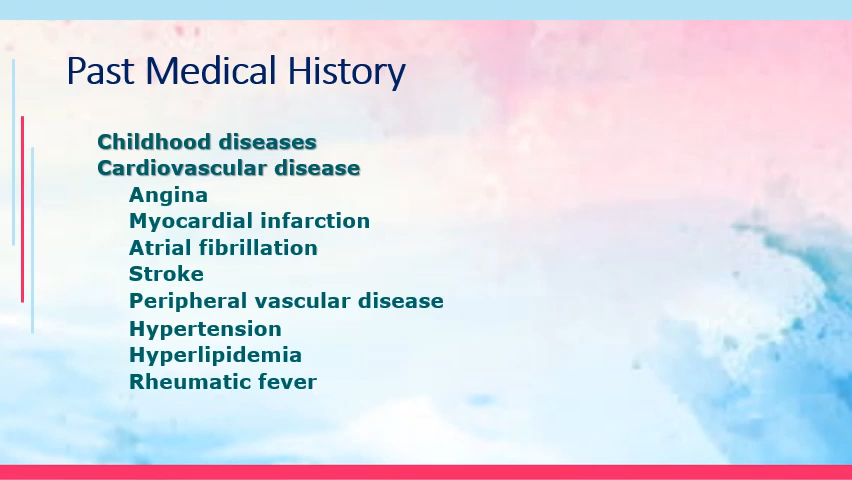 Past Medical History
Childhood diseases
Cardiovascular disease
Angina
Myocardial infarction
Atrial fibrillation
Stroke
Peripheral vascular disease
Hypertension
Hyperlipidemia
Rheumatic fever